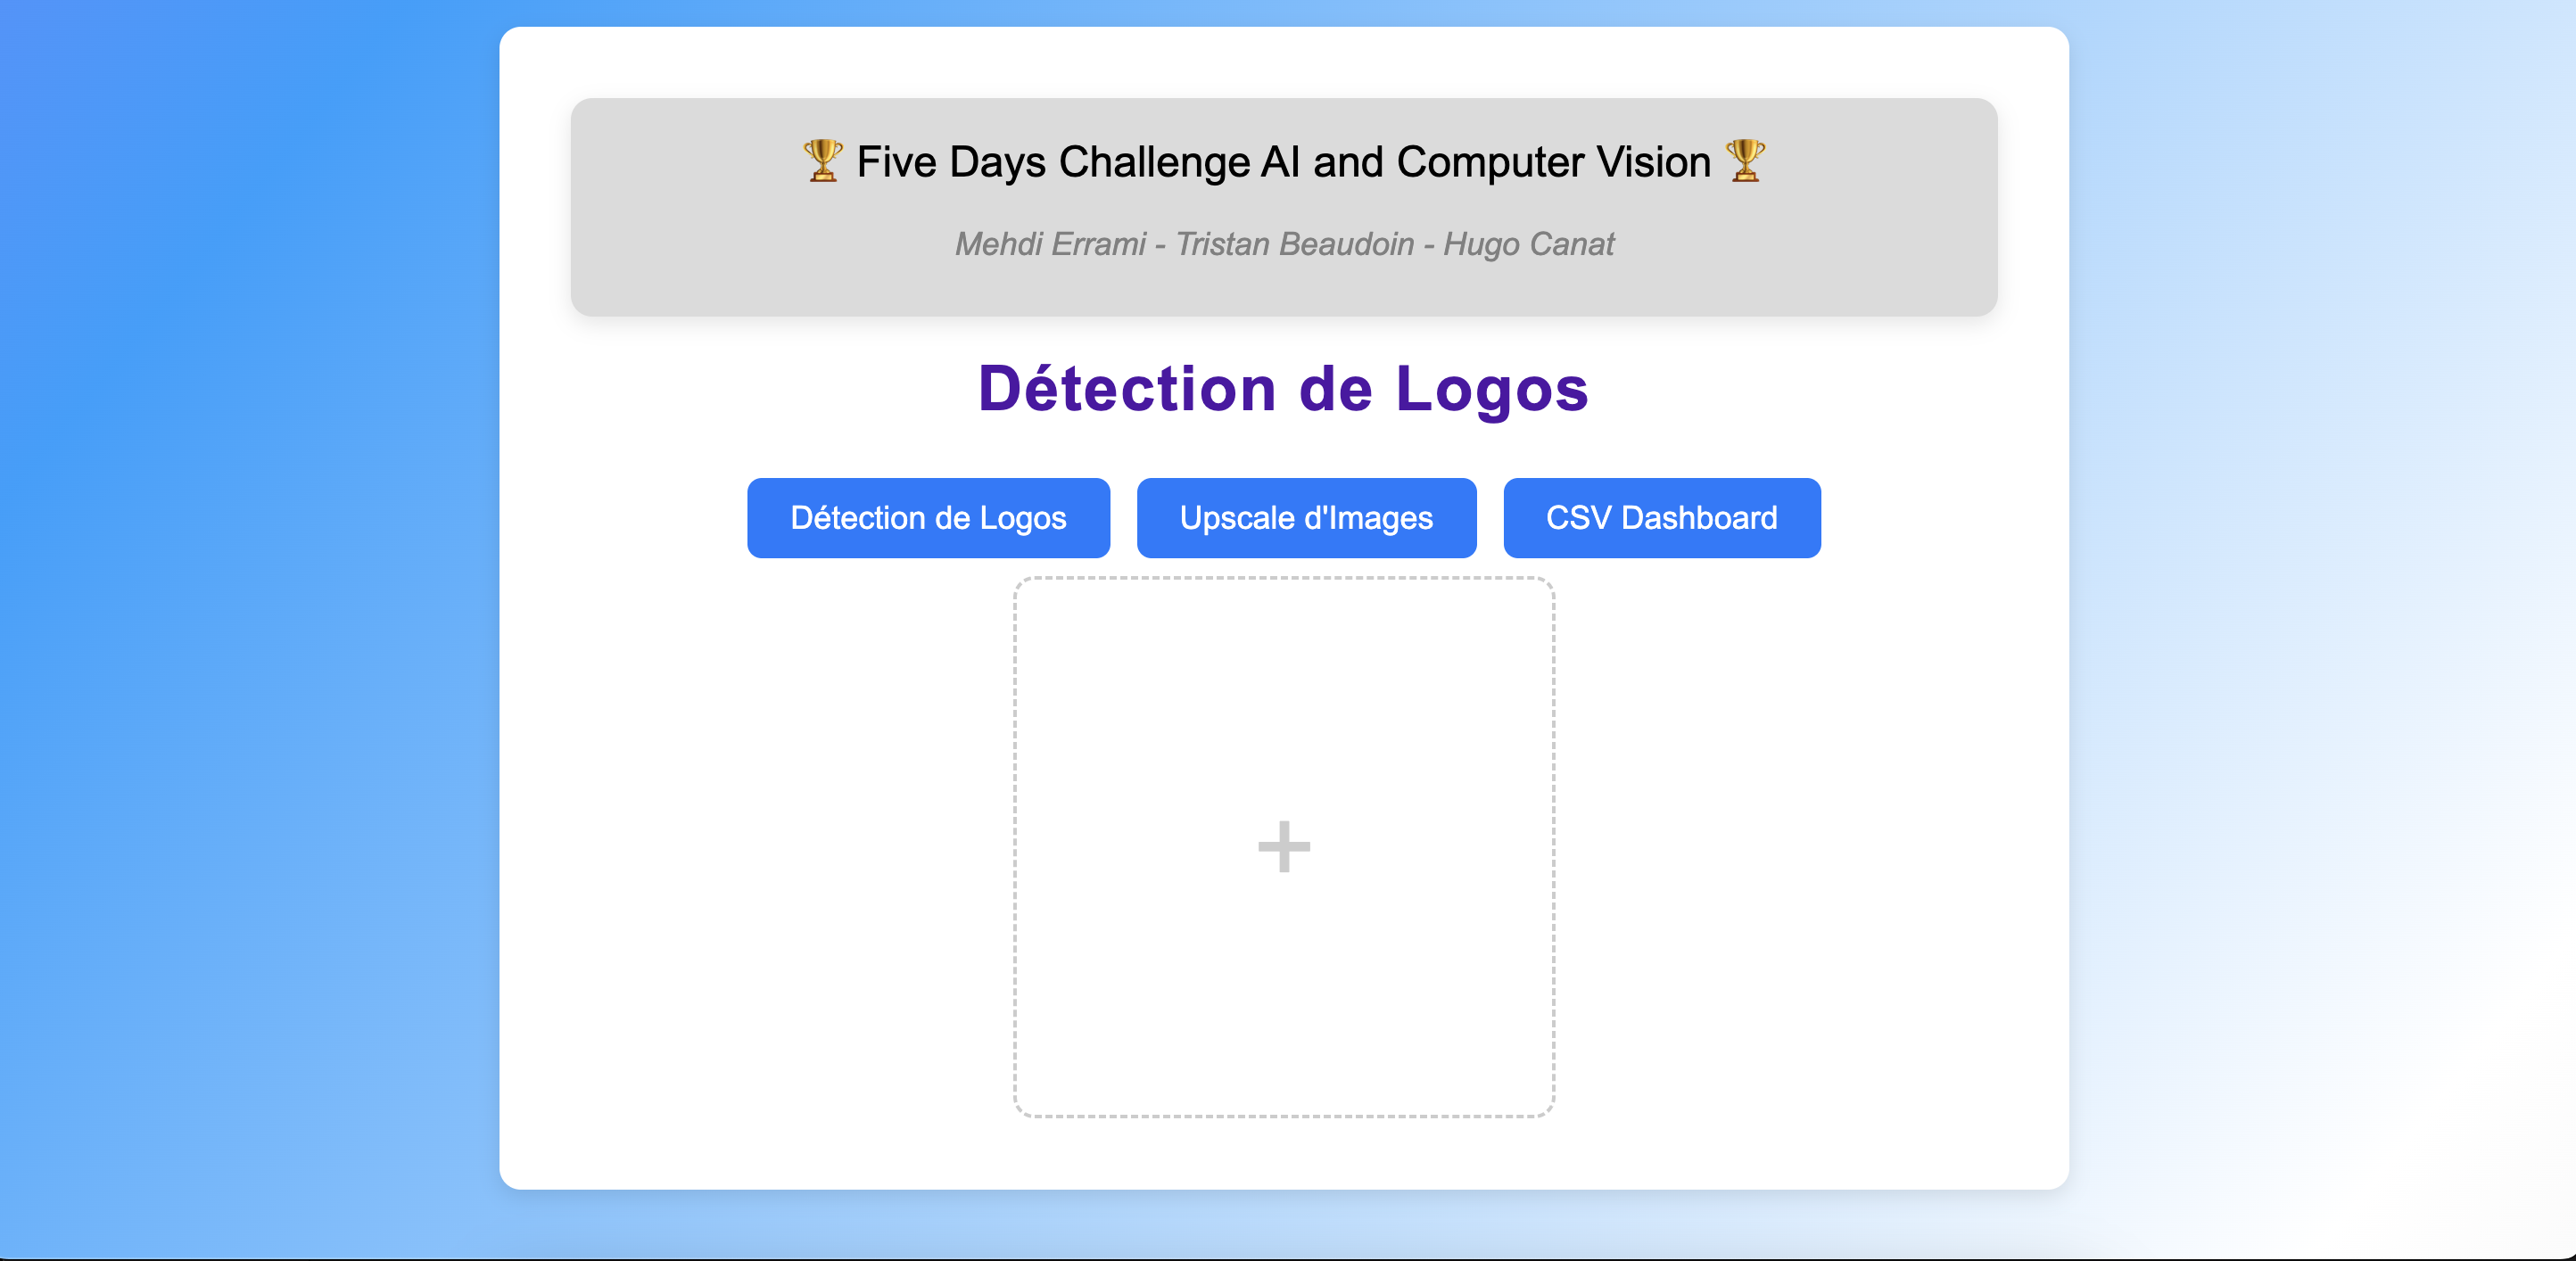 🏆 Five Days Challenge AI and Computer Vision 🏆
Mehdi Errami - Tristan Beaudoin - Hugo Canat
Détection de Logos
Détection de Logos
Upscale d'Images
CSV Dashboard
+